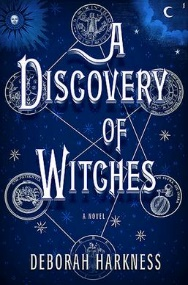 A
DISCOVERY
OF
WITCHES
A NOVEL
DEBORAH HARKNESS